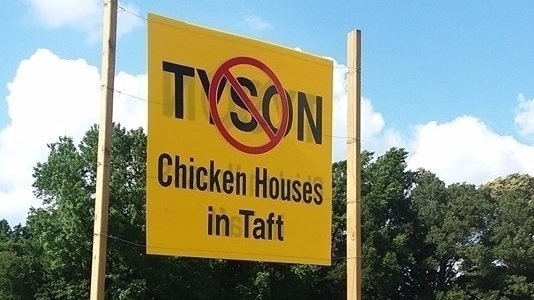 TYSON
Chicken Houses
in Taft